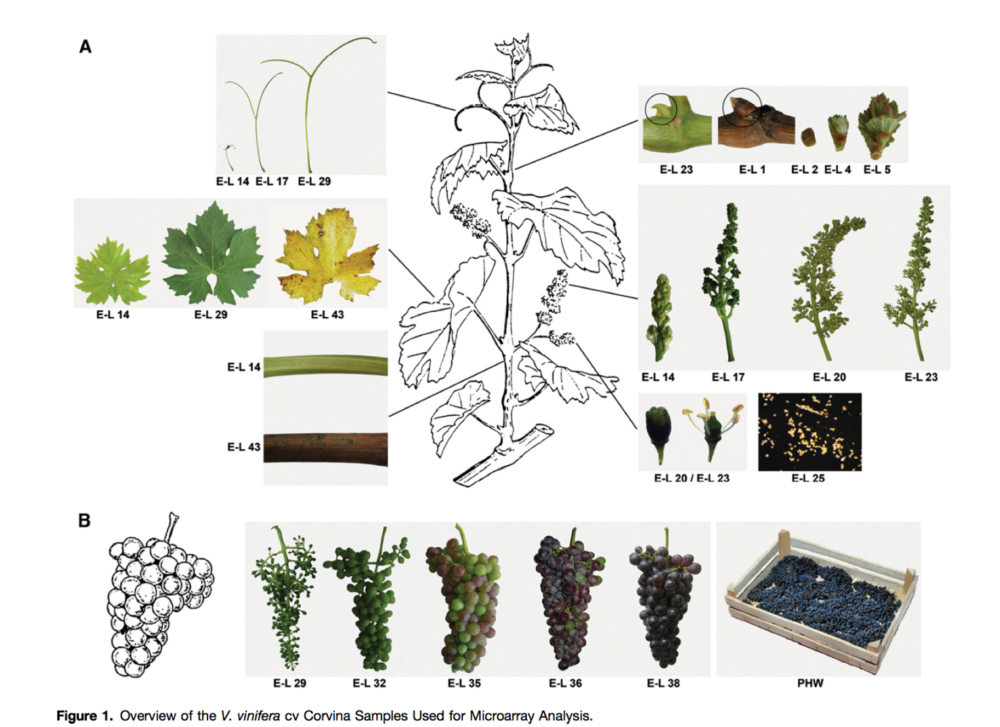 A
E-L 14 E-L 17 E-L 29
E-L 23 E-L 1 E-L 2 E-L 4 E-L 5
E-L 14 E-L 29 E-L 43
E-L 14
E-L 43
E-L 14 E-L 17 E-L 20 E-L 23
E-L 20 / E-L 23 E-L 25
B
E-L 29 E-L 32 E-L 35 E-L 36 E-L 38 PHW
Figure 1. Overview of the V. vinifera cv Corvina Samples Used for Microarray Analysis.